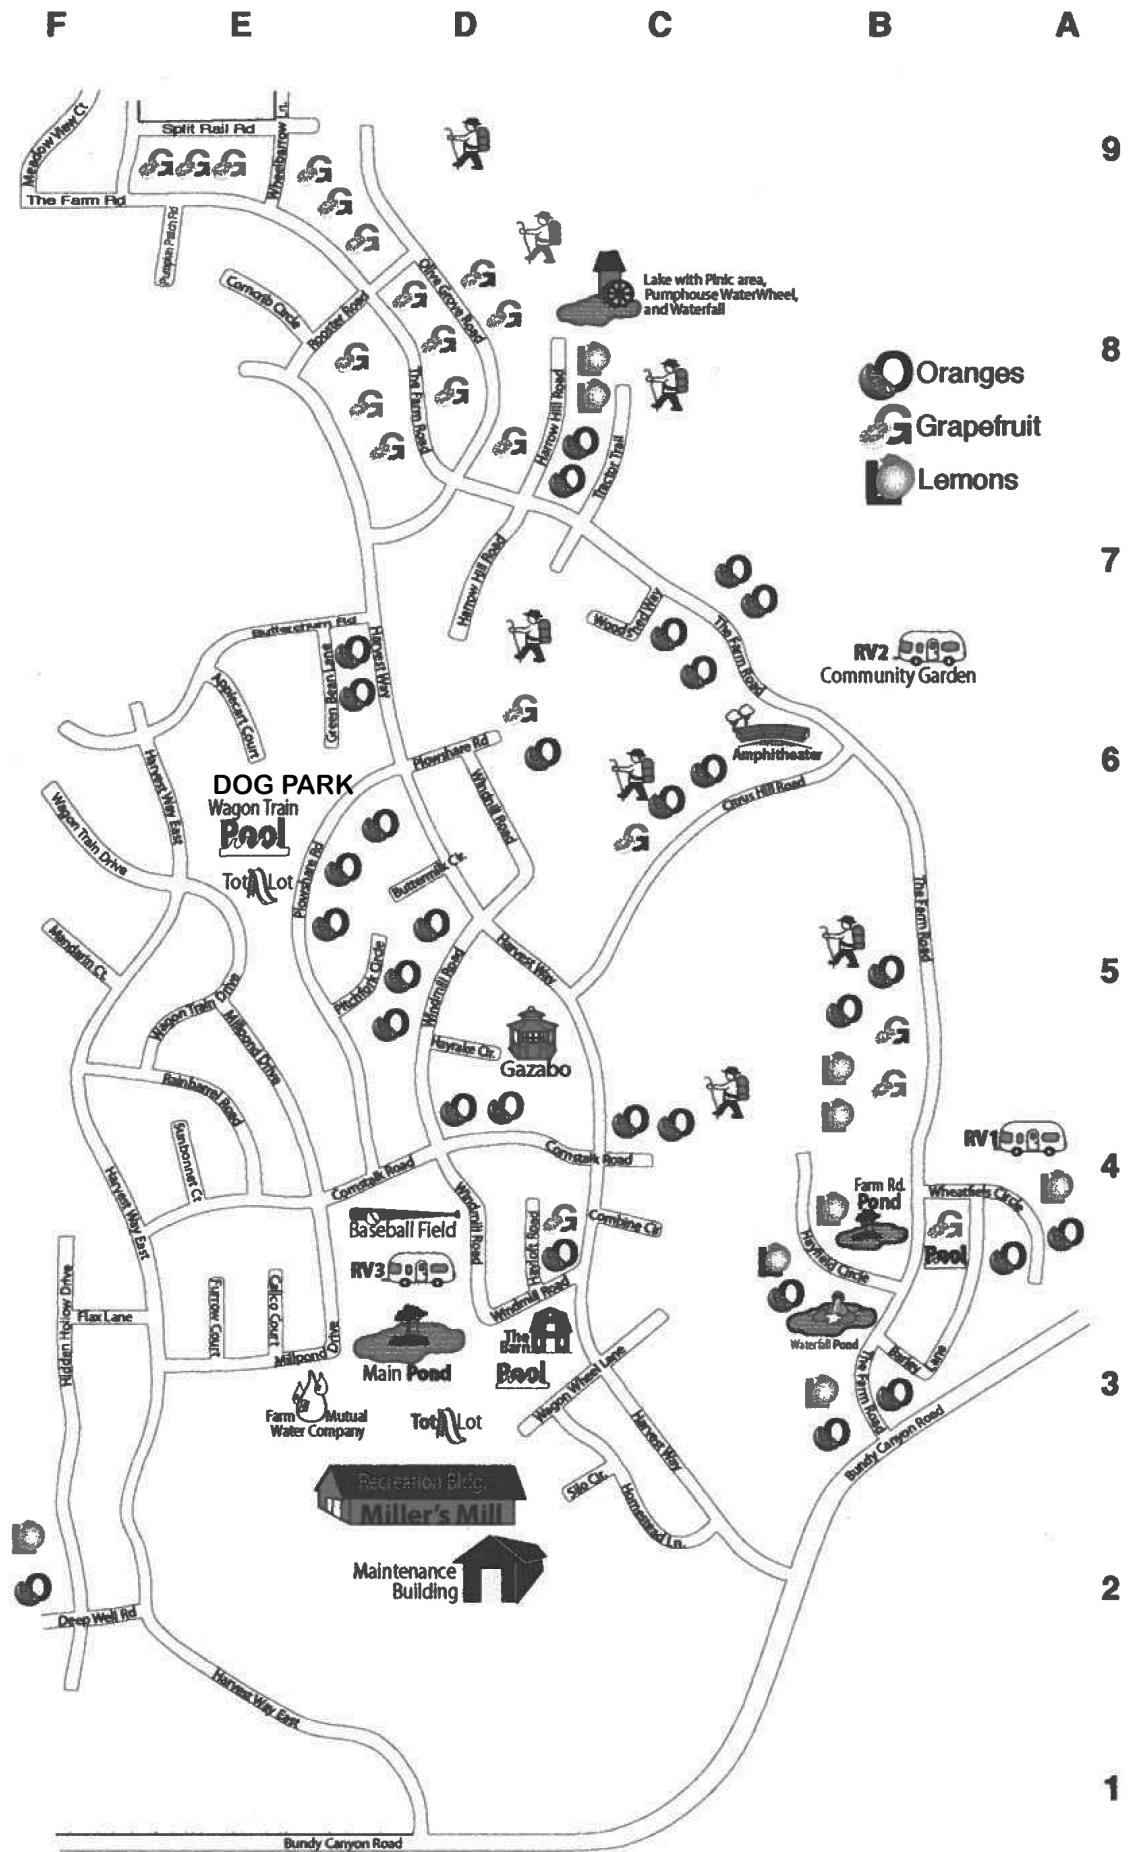 F E D C B A
9
8
7
6
5
4
3
2
1
Meadow View Ct
Split Rail Rd
Wheelbarrow Ln.
The Farm Rd
Pumpkin Patch Rd
Corncrib Circle
Rooster Road
Olive Grove Road
The Farm Road
Lake with Pinic area,
Pumphouse WaterWheel,
and Waterfall
Oranges
Grapefruit
Lemons
Harrow Hill Road
Tractor Trail
Harrow Hill Road
Wood Shed Way
The Farm Road
RV2
Community Garden
Butterchurn Rd
Harvest Way
Green Bean Lane
Applecart Court
Plowshare Rd
Amphitheater
Harvest Way East
DOG PARK
Wagon Train
Pool
Tot Lot
Wagon Train Drive
Windmill Road
Citrus Hill Road
Plowshare Rd
Buttermilk Cir.
The Farm Road
Mandarin Ct.
Harvest Way
Windmill Road
Pitchfork Circle
Wagon Train Drive
Millpond Drive
Hayrake Cir.
Gazabo
Rainbarrel Road
Sunbonnet Ct
Cornstalk Road
Cornstalk Road
RV1
Farm Rd.
Pond
Wheatfiels Circle
Harvest Way East
Baseball Field
Windmill Road
Hayloft Road
Combine Cir
Hayfield Circle
Pool
RV3
Hidden Hollow Drive
Flax Lane
Furrow Court
Calico Court
Millpond Drive
Windmill Road
The
Barn
Pool
Main Pond
Waterfall Pond
Barley Lane
The Farm Road
Farm Mutual
Water Company
Tot Lot
Wagon Wheel Lane
Harvest Way
Bundy Canyon Road
Recreation Bldg.
Miller's Mill
Silo Cir.
Homestead Ln.
Maintenance
Building
Deep Well Rd
Harvest Way East
Bundy Canyon Road